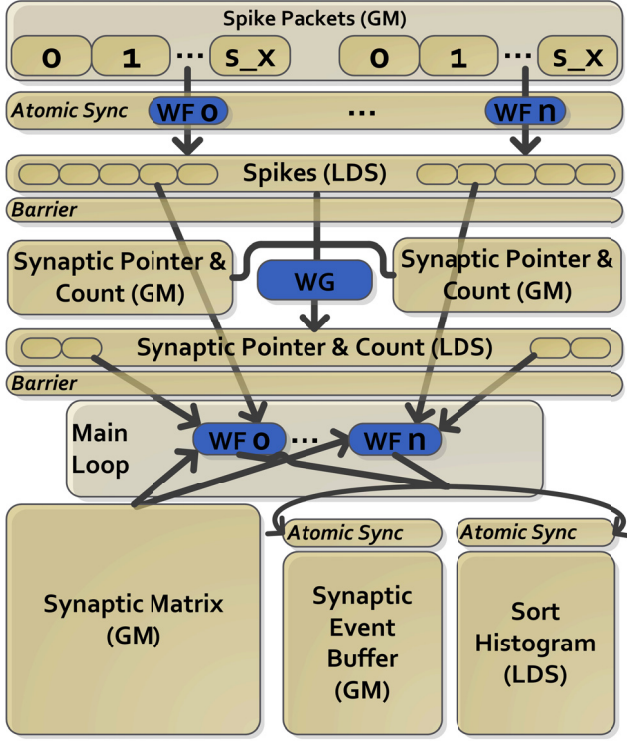 Spike Packets (GM)
0 1 ... s_x 0 1 ... s_x
Atomic Sync WF 0 ... WF n
Spikes (LDS)
Barrier
Synaptic Pointer &
Count (GM)
WG
Synaptic Pointer &
Count (GM)
Synaptic Pointer & Count (LDS)
Barrier
Main
Loop
WF 0 ... WF n
Atomic Sync
Atomic Sync
Synaptic Matrix
(GM)
Synaptic
Event
Buffer
(GM)
Sort
Histogram
(LDS)